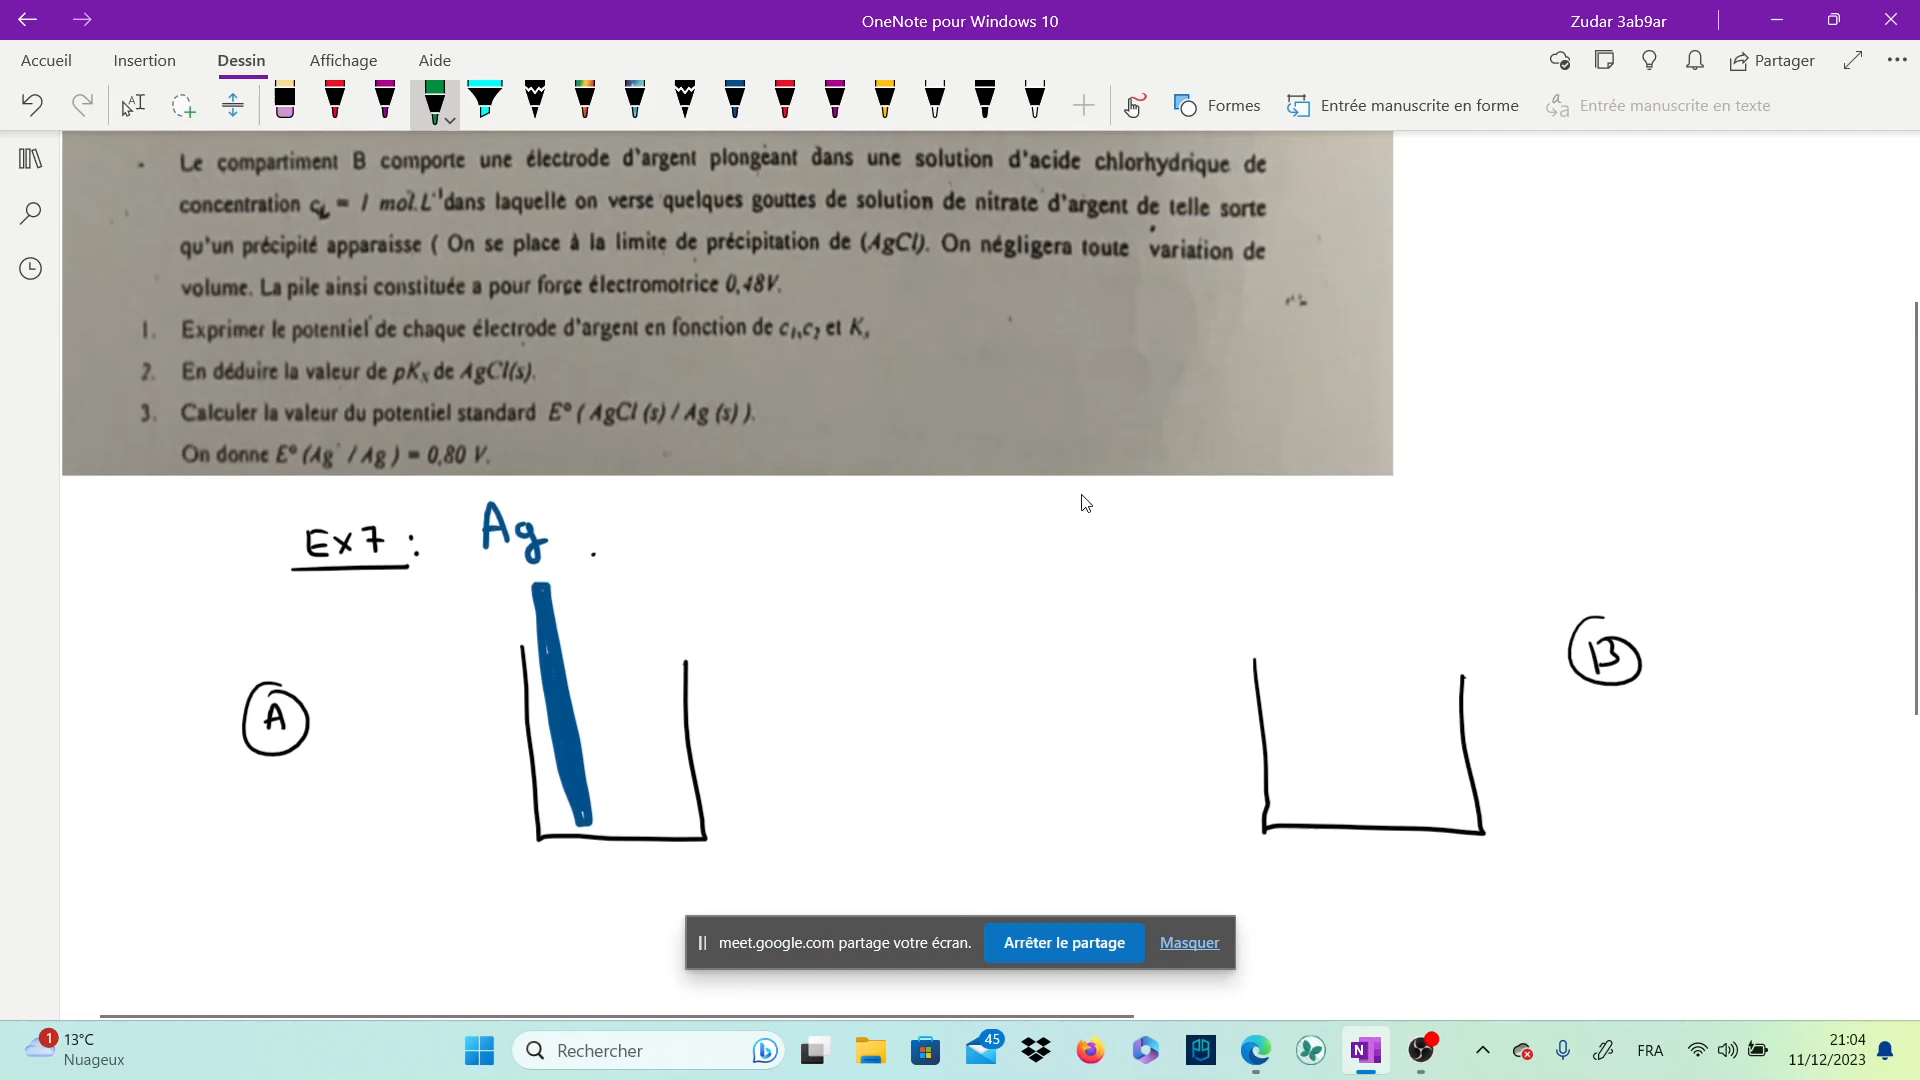 OneNote pour Windows 10
Zudar 3ab9ar
Accueil
Insertion
Dessin
Affichage
Aide
Partager
Formes
Entrée manuscrite en forme
Entrée manuscrite en texte
- Le compartiment B comporte une électrode d'argent plongeant dans une solution d'acide chlorhydrique de
concentration c₂ = 1 mol.L⁻¹ dans laquelle on verse quelques gouttes de solution de nitrate d'argent de telle sorte
qu'un précipité apparaisse ( On se place à la limite de précipitation de (AgCl). On négligera toute variation de
volume. La pile ainsi constituée a pour force électromotrice 0,48V.
1. Exprimer le potentiel de chaque électrode d'argent en fonction de c₁,c₂ et Kₛ
2. En déduire la valeur de pKₛ de AgCl(s).
3. Calculer la valeur du potentiel standard E° ( AgCl (s) / Ag (s) ).
On donne E° (Ag⁺ / Ag ) = 0,80 V.
Ex7 :
Ag
A
B
meet.google.com partage votre écran.
Arrêter le partage
Masquer
1
13°C
Nuageux
Rechercher
45
FRA
21:04
11/12/2023